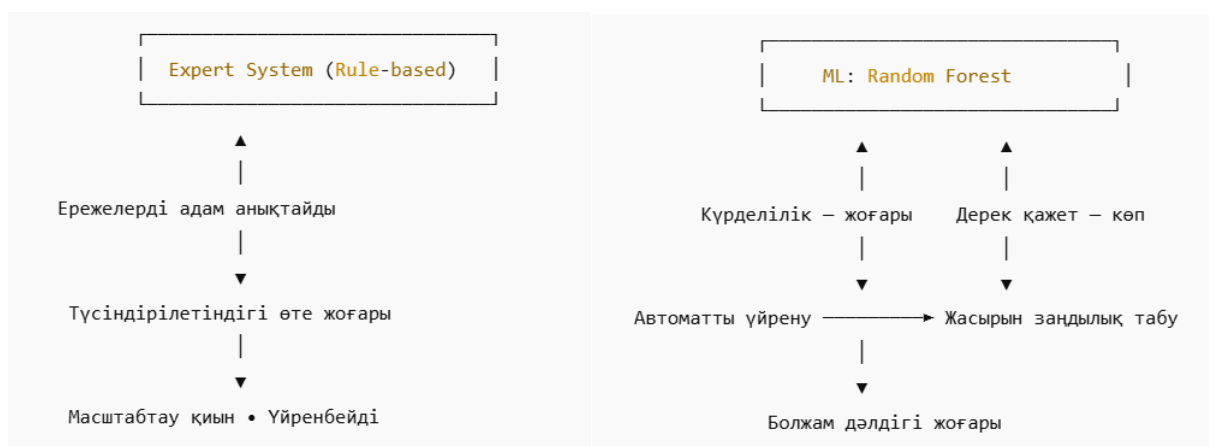 Expert System (Rule-based)
Ережелерді адам анықтайды
Түсіндірілетіндігі өте жоғары
Масштабтау қиын • Үйренбейді
ML: Random Forest
Күрделілік — жоғары
Дерек қажет — көп
Автоматты үйрену
Жасырын заңдылық табу
Болжам дәлдігі жоғары